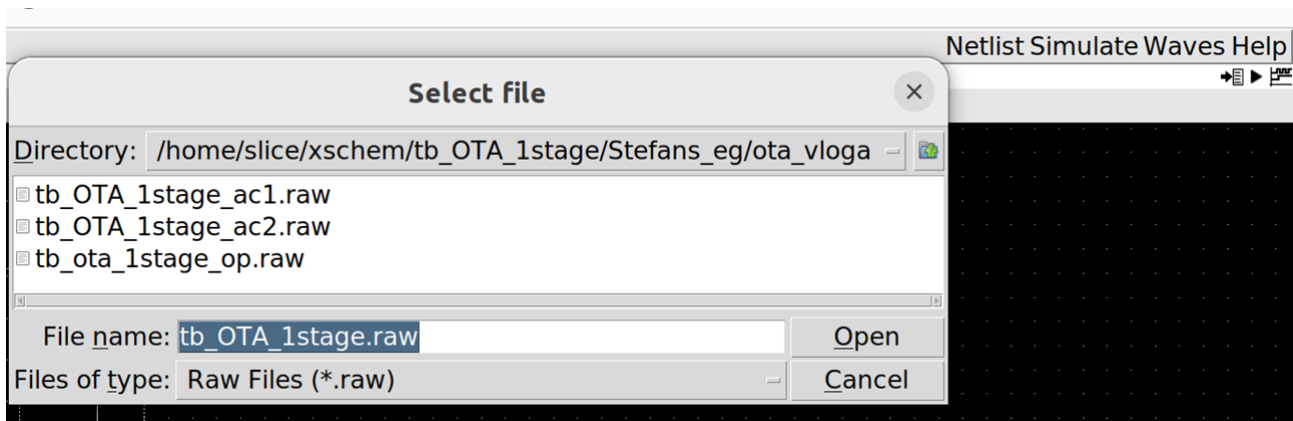 Netlist Simulate Waves Help
Select file
Directory: /home/slice/xschem/tb_OTA_1stage/Stefans_eg/ota_vloga
tb_OTA_1stage_ac1.raw
tb_OTA_1stage_ac2.raw
tb_ota_1stage_op.raw
File name: tb_OTA_1stage.raw Open
Files of type: Raw Files (*.raw) Cancel